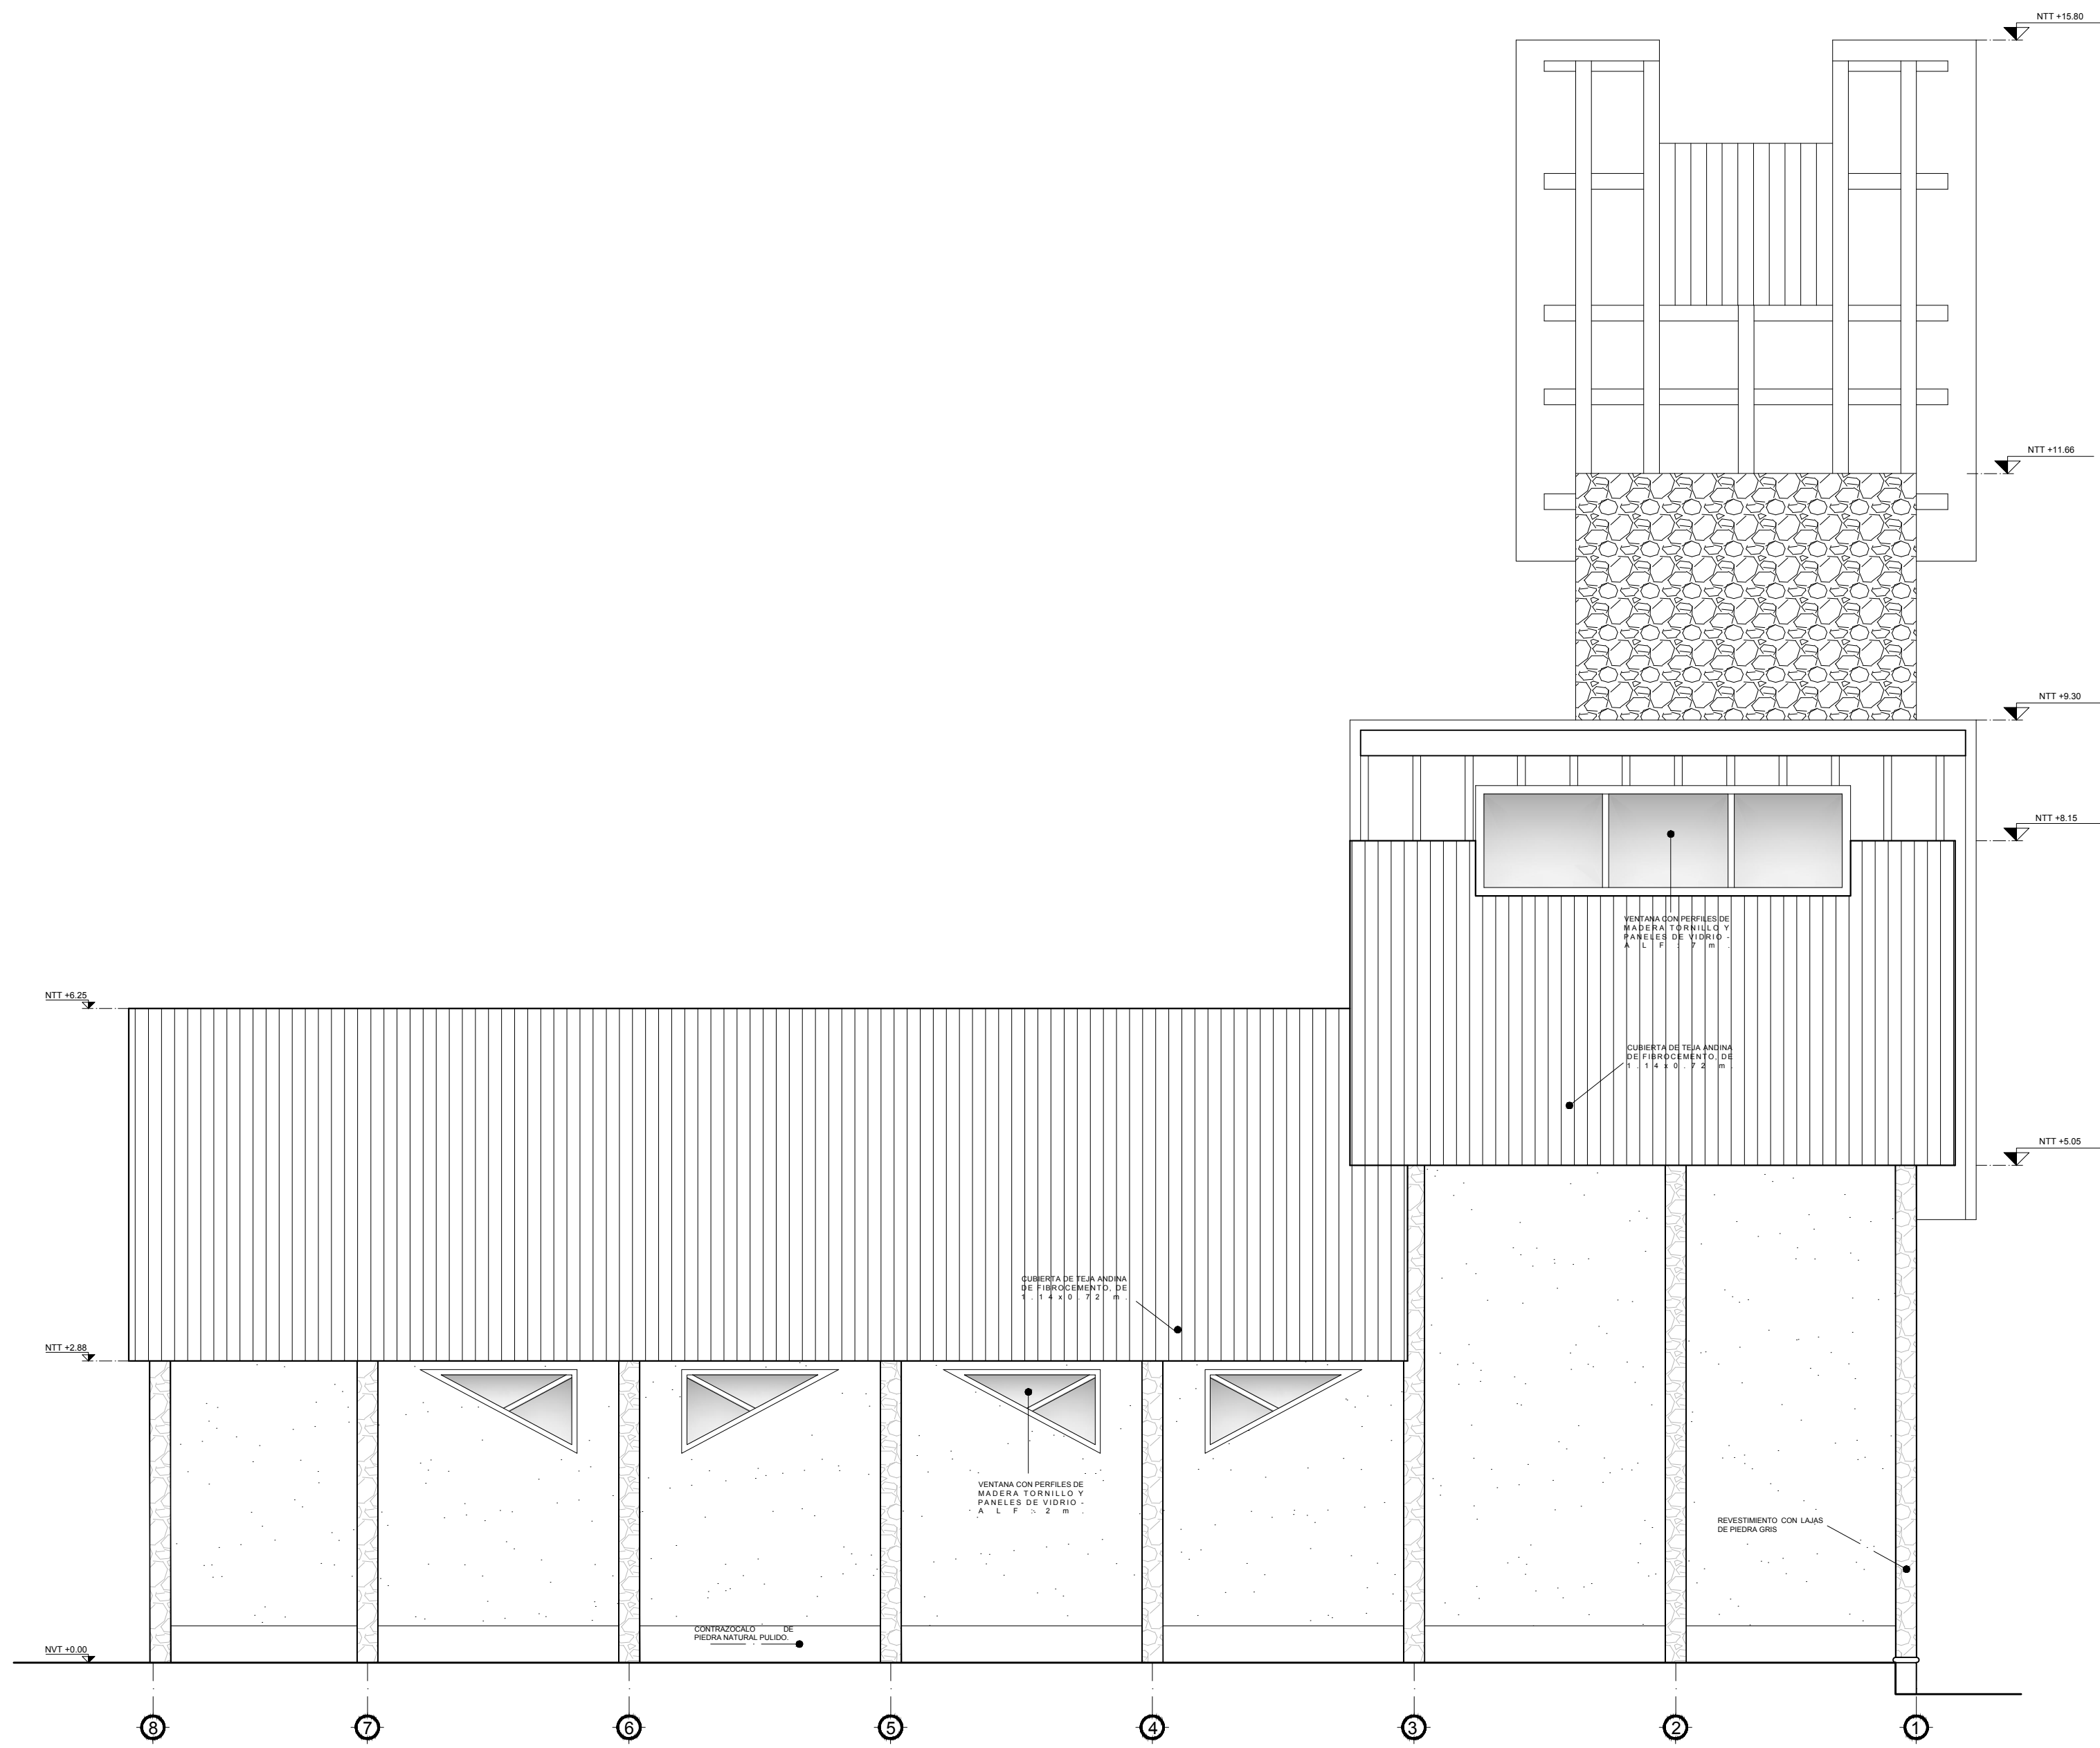 NTT +15.80
NTT +11.66
NTT +9.30
NTT +8.15
VENTANA CON PERFILES DE
MADERA TORNILLO Y
PANELES DE VIDRIO -
ALF: 7 m.
NTT +6.25
CUBIERTA DE TEJA ANDINA
DE FIBROCEMENTO, DE
1.14x0.72 m.
NTT +5.05
CUBIERTA DE TEJA ANDINA
DE FIBROCEMENTO, DE
1.14x0.72 m.
NTT +2.88
VENTANA CON PERFILES DE
MADERA TORNILLO Y
PANELES DE VIDRIO -
ALF: 2 m.
REVESTIMIENTO CON LAJAS
DE PIEDRA GRIS
CONTRAZOCALO DE
PIEDRA NATURAL PULIDO.
NVT +0.00
8 7 6 5 4 3 2 1